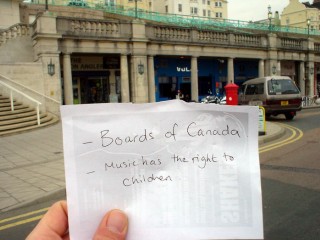 - Boards of Canada
- Music has the right to
children